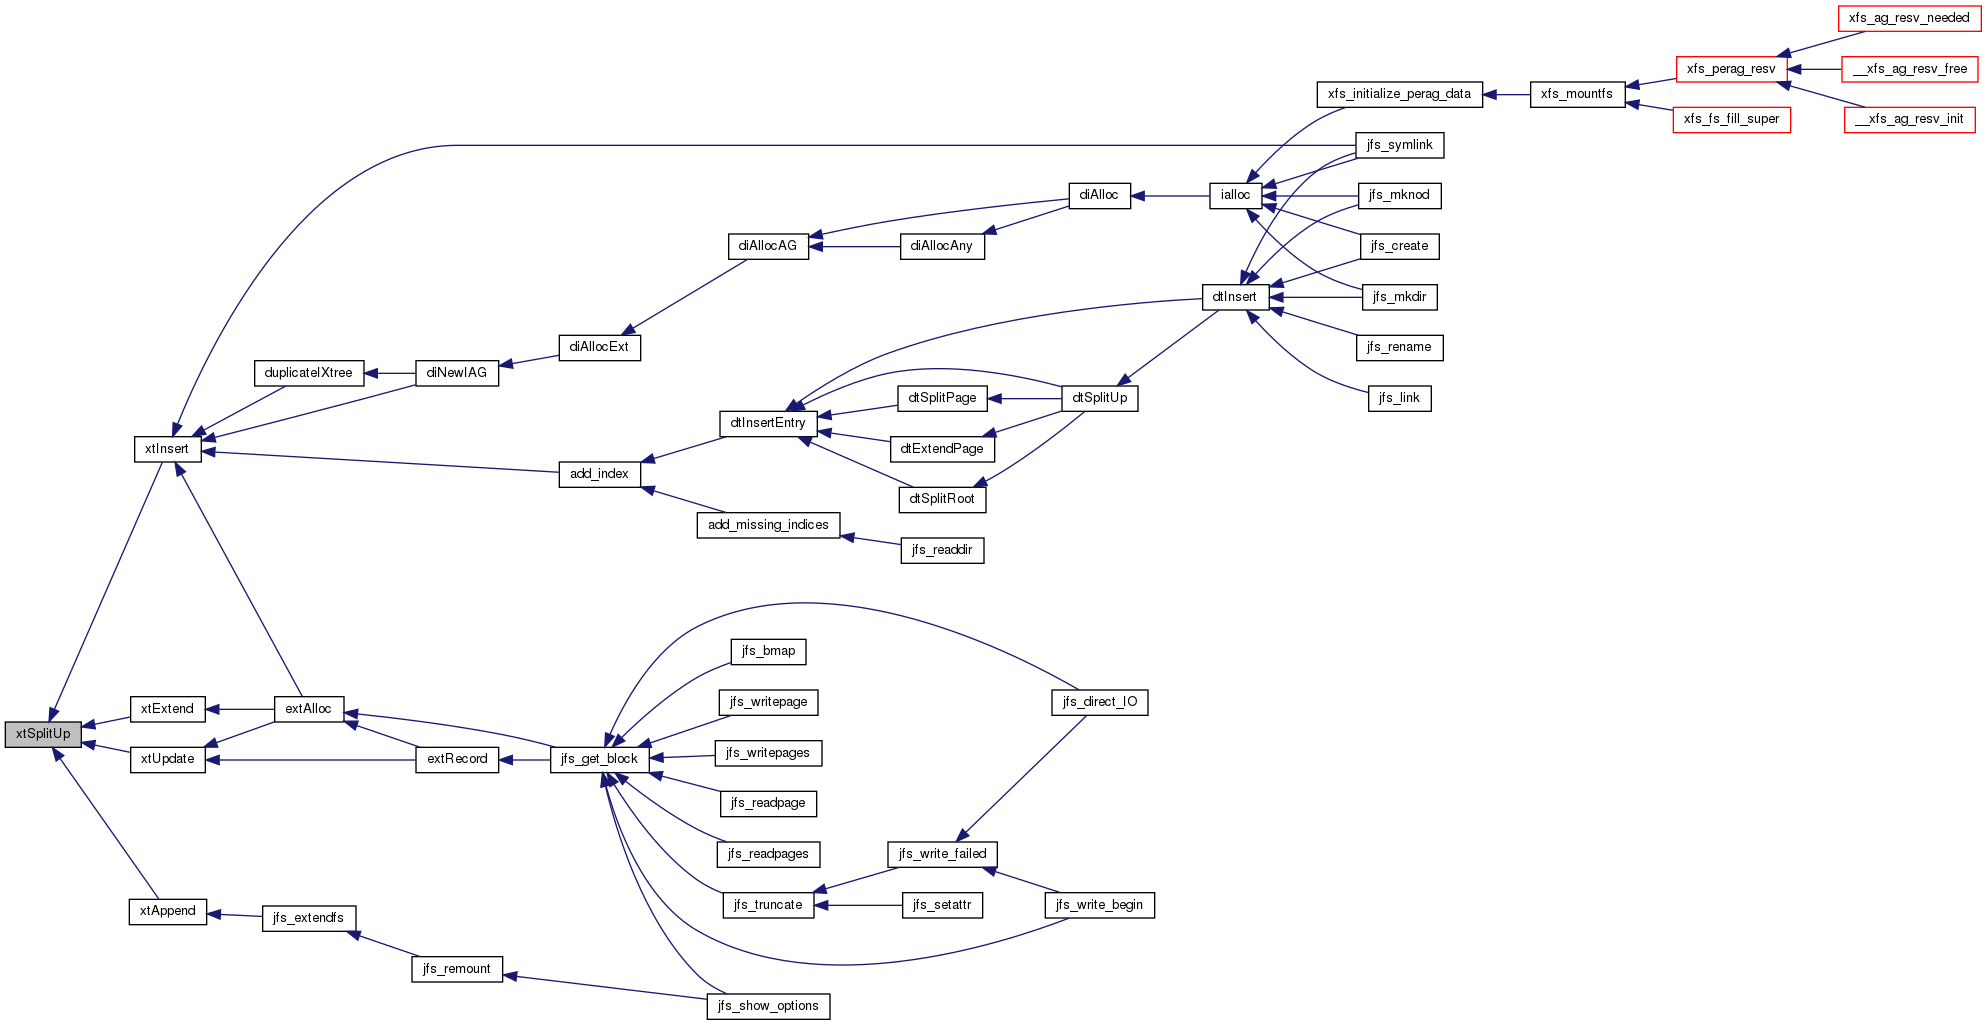 xfs_ag_resv_needed
xfs_perag_resv
__xfs_ag_resv_free
xfs_initialize_perag_data
xfs_mountfs
xfs_fs_fill_super
__xfs_ag_resv_init
jfs_symlink
diAlloc
ialloc
jfs_mknod
diAllocAG
diAllocAny
jfs_create
dtInsert
jfs_mkdir
diAllocExt
jfs_rename
duplicateIXtree
diNewIAG
dtSplitPage
dtSplitUp
jfs_link
dtInsertEntry
xtInsert
dtExtendPage
add_index
dtSplitRoot
add_missing_indices
jfs_readdir
jfs_bmap
xtExtend
extAlloc
jfs_writepage
jfs_direct_IO
xtSplitUp
xtUpdate
extRecord
jfs_get_block
jfs_writepages
jfs_readpage
jfs_readpages
jfs_write_failed
jfs_truncate
jfs_setattr
jfs_write_begin
xtAppend
jfs_extendfs
jfs_remount
jfs_show_options